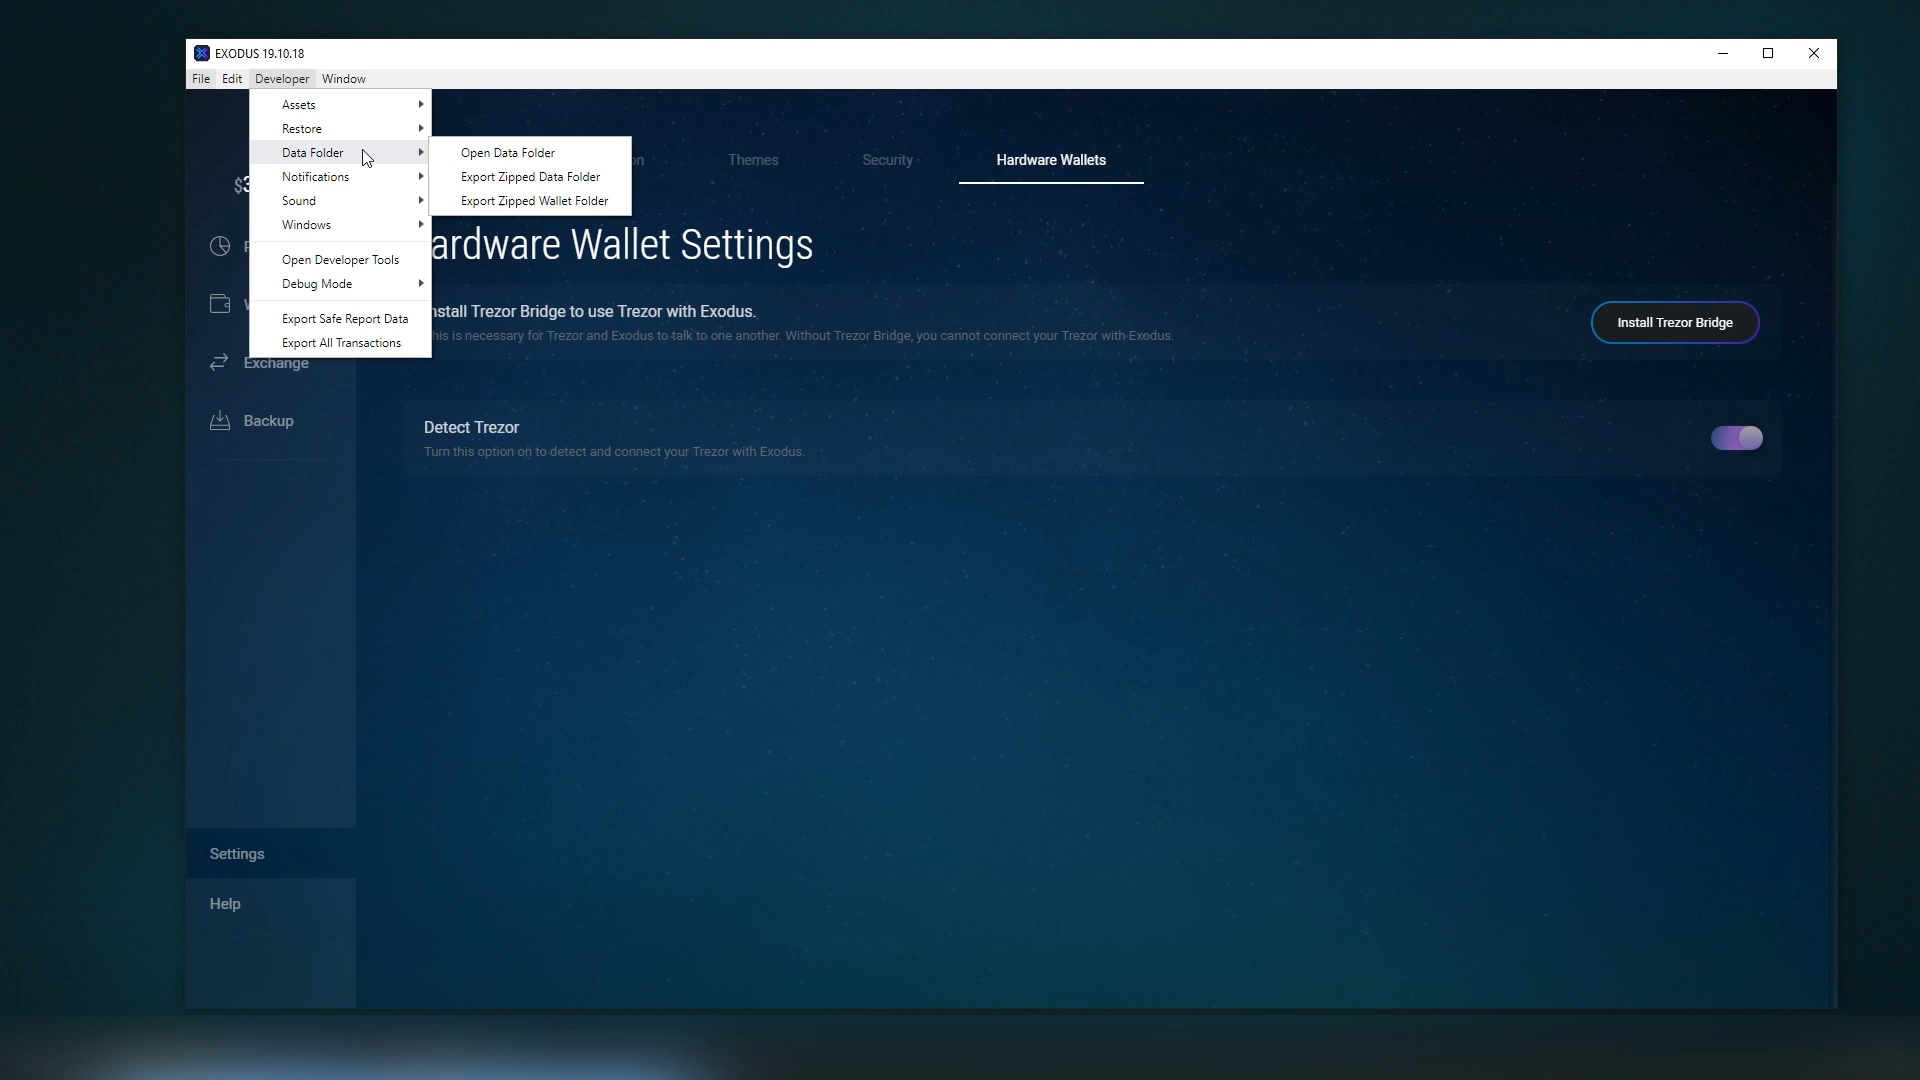 EXODUS 19.10.18
File Edit Developer Window
Assets
Restore
Data Folder
Notifications
Sound
Windows
Open Developer Tools
Debug Mode
Export Safe Report Data
Export All Transactions
Open Data Folder
Export Zipped Data Folder
Export Zipped Wallet Folder
Themes
Security
Hardware Wallets
ardware Wallet Settings
nstall Trezor Bridge to use Trezor with Exodus.
his is necessary for Trezor and Exodus to talk to one another. Without Trezor Bridge, you cannot connect your Trezor with Exodus.
Install Trezor Bridge
Detect Trezor
Turn this option on to detect and connect your Trezor with Exodus.
Exchange
Backup
Settings
Help